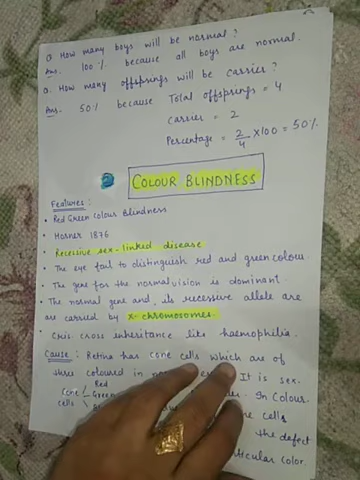 Q. How many boys will be normal?
Ans. 100% because all boys are normal.
Q. How many offsprings will be carrier?
Ans. 50% because Total offsprings = 4
Carrier = 2
Percentage = 2/4 × 100 = 50%
COLOUR BLINDNESS
Features:
• Red Green Colour Blindness
• Horner 1876
• Recessive sex-linked disease
• The eye fail to distinguish red and green colour.
• The gene for the normal vision is dominant.
• The normal gene and its recessive allele are
are carried by X-chromosomes.
• Criss-cross inheritance like haemophilia.
Cause: Retina has cone cells which are of
three coloured in It is sex-
Cone Red
cells Green In colour
cells
the defect
color